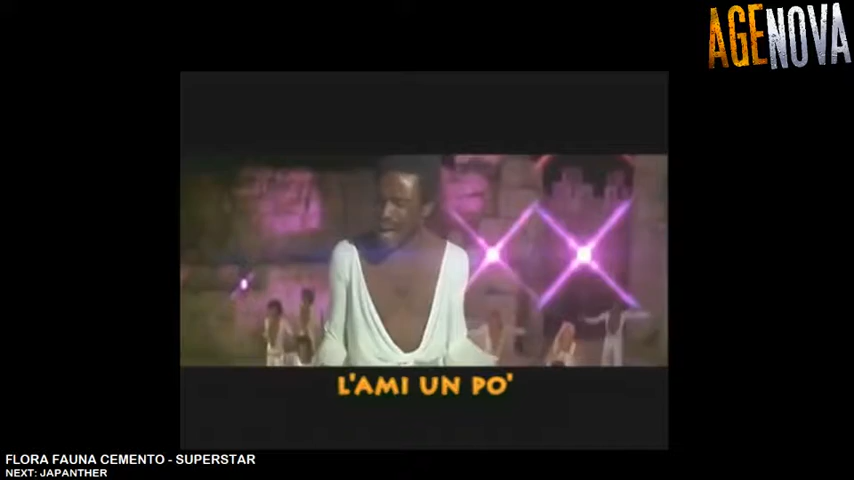 AGENOVA
L'AMI UN PO'
FLORA FAUNA CEMENTO - SUPERSTAR
NEXT: JAPANTHER